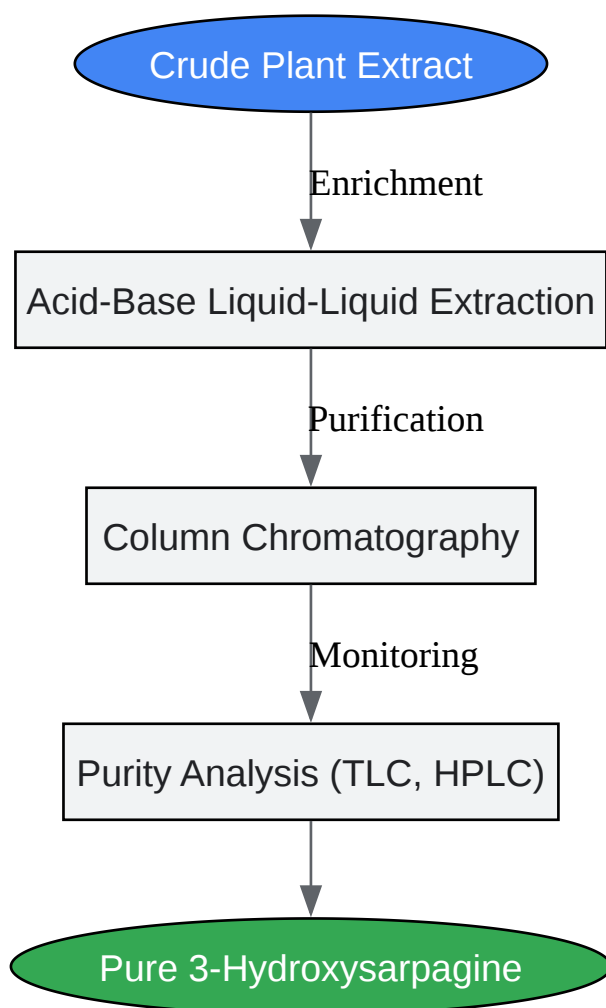 Crude Plant Extract
Enrichment
Acid-Base Liquid-Liquid Extraction
Purification
Column Chromatography
Monitoring
Purity Analysis (TLC, HPLC)
Pure 3-Hydroxysarpagine